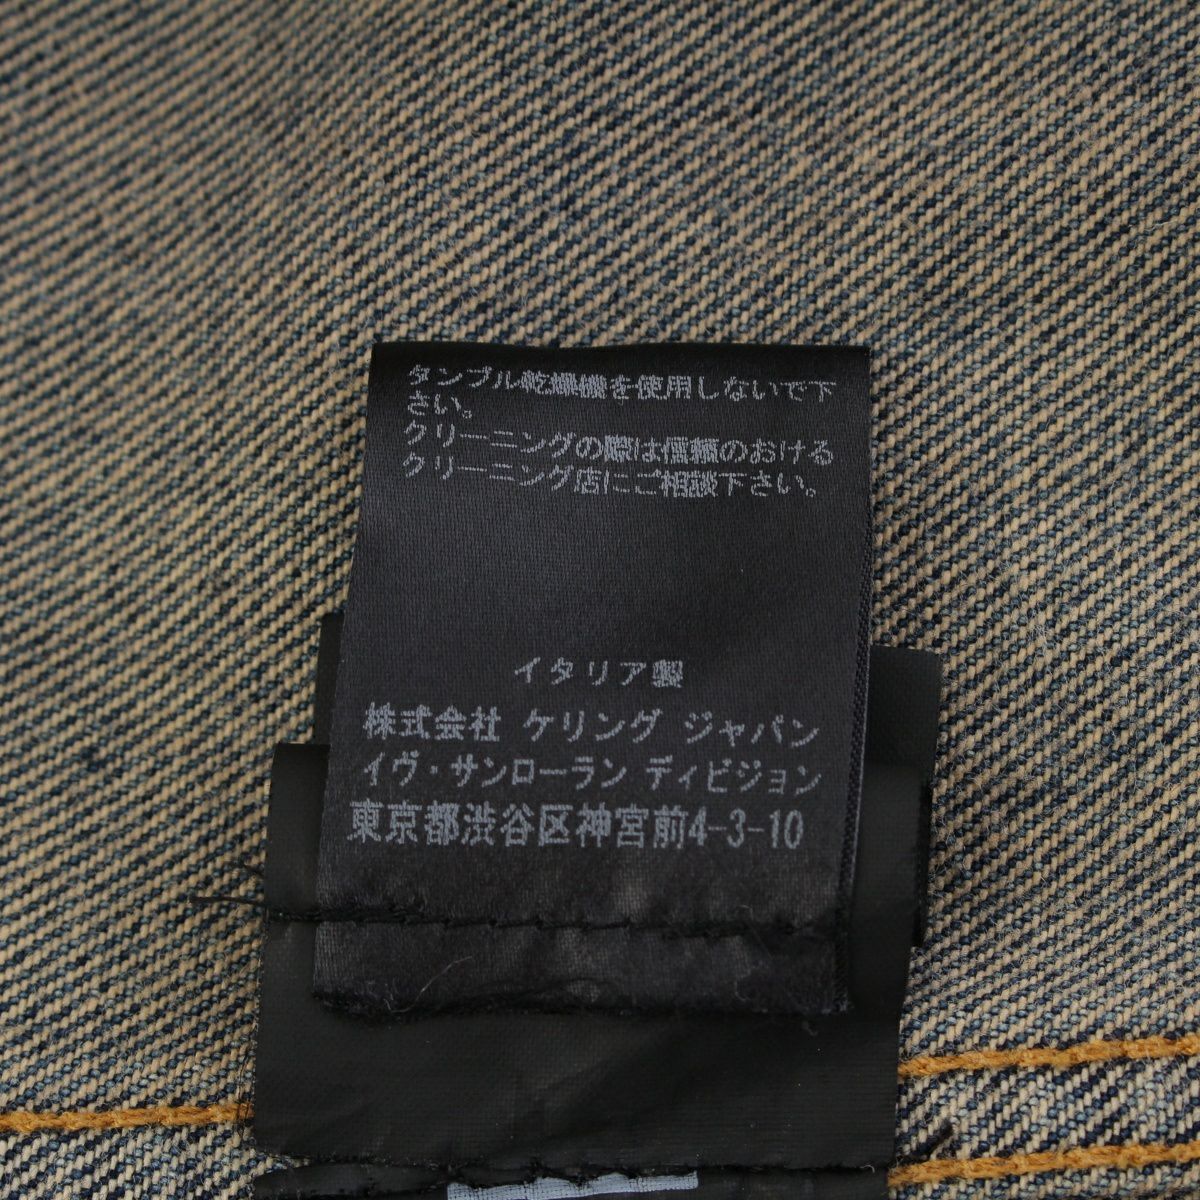 タンブル乾燥機を使用しないで下
さい。
クリーニングの際は信頼のおける
クリーニング店にご相談下さい。
イタリア製
株式会社 ケリング ジャパン
イヴ・サンローラン ディビジョン
東京都渋谷区神宮前4-3-10